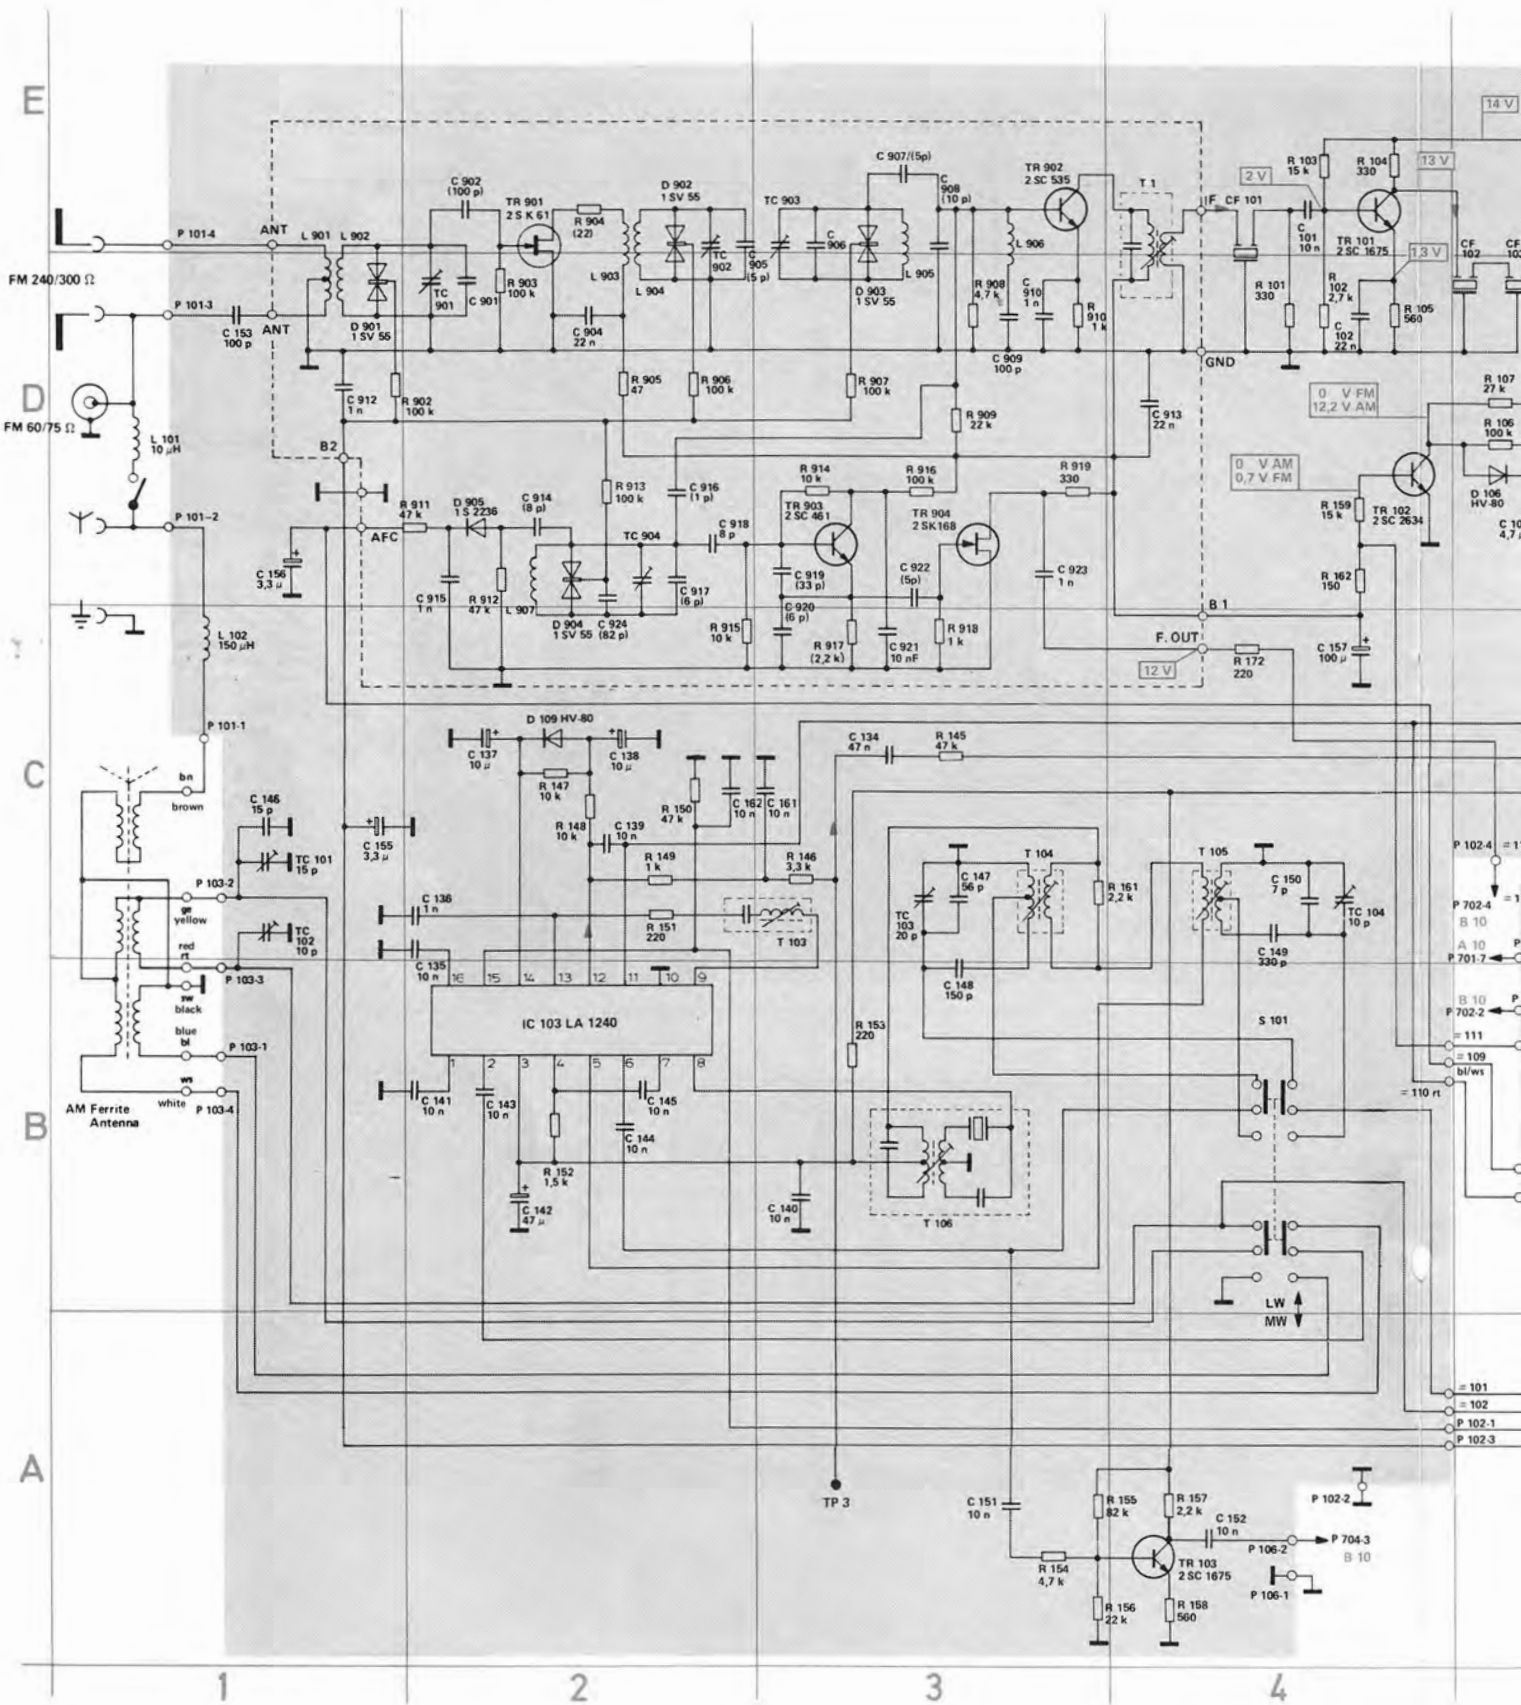 E
14 V
C 907/(5p)
C 902
(100 p)
TR 901
2 S K 61
R 904
(22)
D 902
1 SV 55
TC 903
C
908
(10 p)
TR 902
2 SC 535
T 1
R 103
15 k
R 104
330
13 V
2 V
IF
CF 101
P 101-4
ANT
L 901
L 902
C
101
10 n
TR 101
2 SC 1675
1,3 V
CF
102
FM 240/300 Ω
P 101-3
C 153
100 p
ANT
D 901
1 SV 55
TC
901
C 901
R 903
100 k
C 904
22 n
L 903
L 904
TC
902
C
905
(5 p)
C
906
D 903
1 SV 55
L 905
L 906
R 908
4,7 k
C
910
1 n
R
910
1 k
C 909
100 p
R 101
330
R
102
2,7 k
C
102
22 n
R 105
560
GND
D
FM 60/75 Ω
L 101
10 µH
C 912
1 n
R 902
100 k
R 905
47
R 906
100 k
R 907
100 k
R 909
22 k
C 913
22 n
0 V FM
12,2 V AM
R 107
27 k
R 106
100 k
B2
0 V AM
0,7 V FM
D 106
HV-80
R 911
47 k
D 905
1 S 2236
C 914
(8 p)
R 913
100 k
C 916
(1 p)
R 914
10 k
R 916
100 k
R 919
330
P 101-2
AFC
TC 904
C 918
8 p
TR 903
2 SC 461
TR 904
2 SK168
R 159
15 k
TR 102
2 SC 2634
C 156
3,3 µ
C 915
1 n
R 912
47 k
L 907
D 904
1 SV 55
C 924
(82 p)
C 917
(6 p)
R 915
10 k
C 919
(33 p)
C 920
(6 p)
R 917
(2,2 k)
C 922
(5p)
C 921
10 nF
R 918
1 k
C 923
1 n
R 162
150
B 1
F. OUT
12 V
R 172
220
C 157
100 µ
L 102
150 µH
P 101-1
C
D 109 HV-80
C 137
10 µ
C 138
10 µ
R 147
10 k
C 134
47 n
R 145
47 k
bn
brown
C 146
15 p
C 155
3,3 µ
R 148
10 k
C 139
10 n
R 150
47 k
C 162
10 n
C 161
10 n
TC 101
15 p
R 149
1 k
R 146
3,3 k
T 104
T 105
P 102-4
P 103-2
ge
yellow
C 136
1 n
R 151
220
T 103
TC
103
20 p
C 147
56 p
R 161
2,2 k
C 150
7 p
TC 104
10 p
P 702-4
B 10
TC
102
10 p
red
rt
P 103-3
C 135
10 n
C 148
150 p
C 149
330 p
A 10
P 701-7
sw
black
16 15 14 13 12 11 10 9
IC 103 LA 1240
1 2 3 4 5 6 7 8
R 153
220
S 101
B 10
P 702-2
blue
bl
P 103-1
= 111
= 109
bl/ws
= 110 rt
ws
white
P 103-4
AM Ferrite
Antenna
B
C 141
10 n
C 143
10 n
C 145
10 n
C 144
10 n
R 152
1,5 k
C 142
47 µ
C 140
10 n
T 106
LW
MW
= 101
= 102
P 102-1
P 102-3
A
TP 3
C 151
10 n
R 155
82 k
R 157
2,2 k
C 152
10 n
P 102-2
P 106-2
P 704-3
B 10
R 154
4,7 k
TR 103
2 SC 1675
P 106-1
R 156
22 k
R 158
560
1 2 3 4